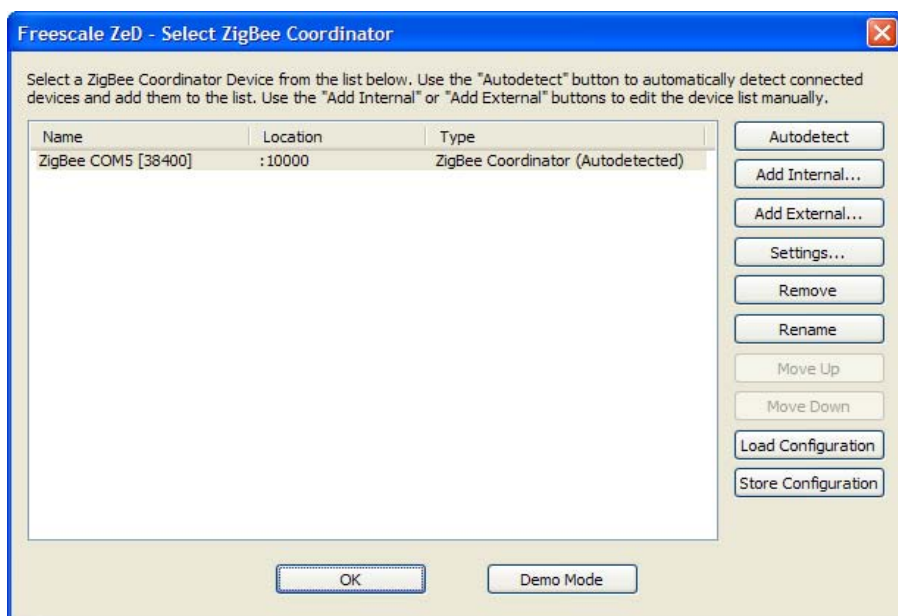 Freescale ZeD - Select ZigBee Coordinator
Select a ZigBee Coordinator Device from the list below. Use the "Autodetect" button to automatically detect connected
devices and add them to the list. Use the "Add Internal" or "Add External" buttons to edit the device list manually.
Name Location Type
ZigBee COM5 [38400] :10000 ZigBee Coordinator (Autodetected)
Autodetect
Add Internal...
Add External...
Settings...
Remove
Rename
Move Up
Move Down
Load Configuration
Store Configuration
OK Demo Mode